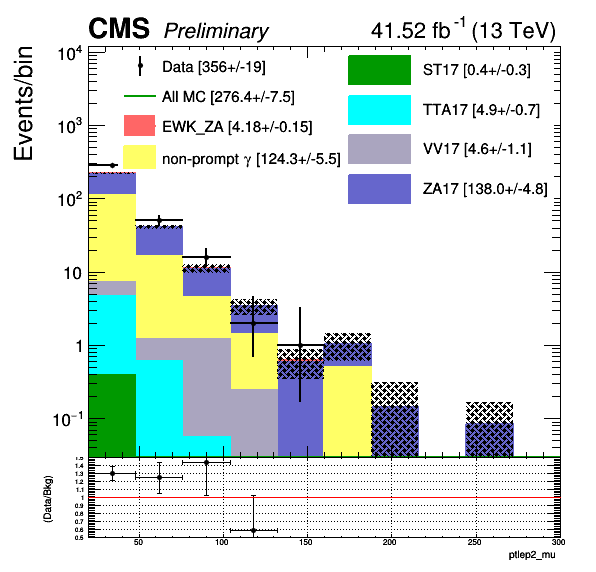 CMS Preliminary 41.52 fb⁻¹ (13 TeV)
Events/bin
10⁴
10³
10²
10
1
10⁻¹
Data [356+/-19]
All MC [276.4+/-7.5]
EWK_ZA [4.18+/-0.15]
non-prompt γ [124.3+/-5.5]
ST17 [0.4+/-0.3]
TTA17 [4.9+/-0.7]
VV17 [4.6+/-1.1]
ZA17 [138.0+/-4.8]
(Data/Bkg)
1.5
1.4
1.3
1.2
1.1
1
0.9
0.8
0.7
0.6
0.5
50 100 150 200 250 300
ptlep2_mu